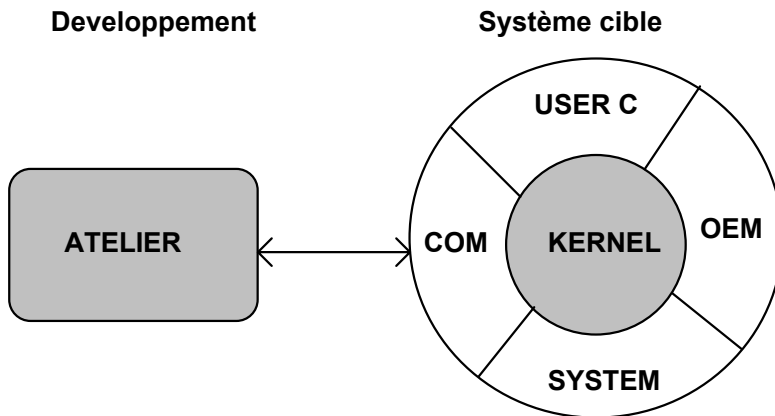 Developpement
Système cible
USER C
ATELIER
COM
KERNEL
OEM
SYSTEM